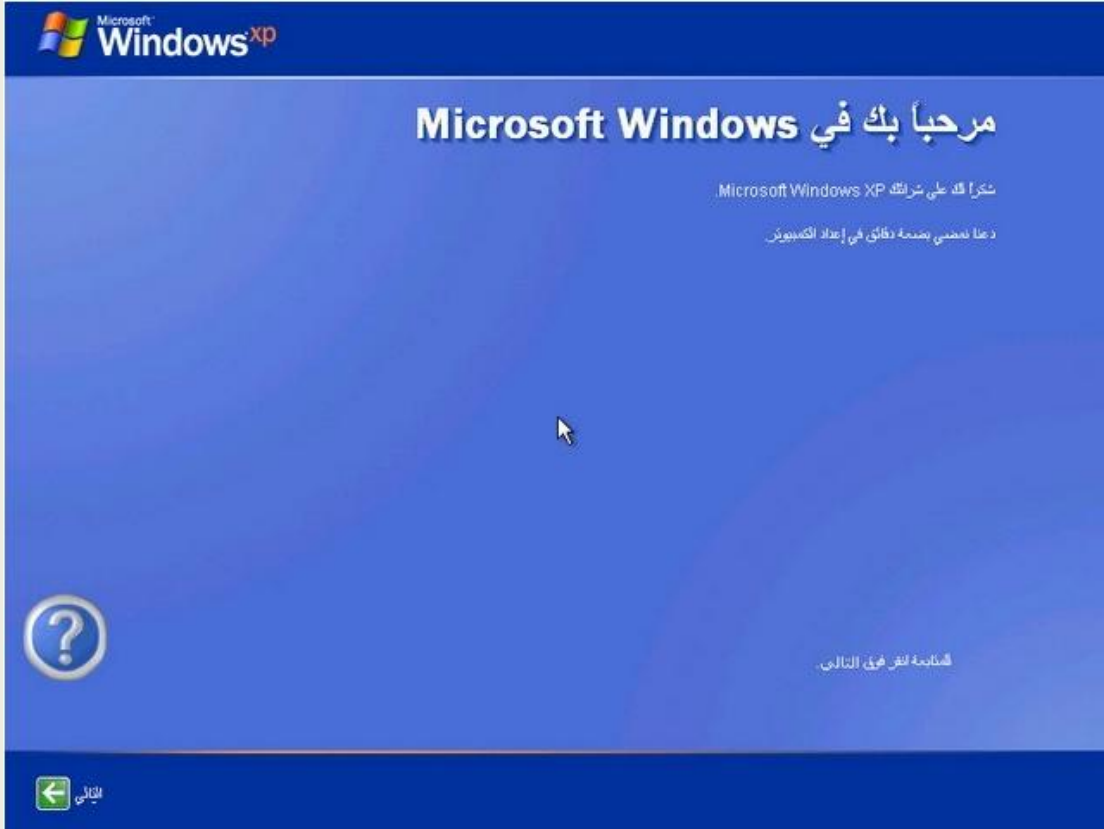 Microsoft
Windows xp
مرحباً بك في Microsoft Windows
شكراً لك على شرائك Microsoft Windows XP.
دعنا نمضي بضعة دقائق في إعداد الكمبيوتر.
?
للمتابعة انقر فوق التالي.
التالي